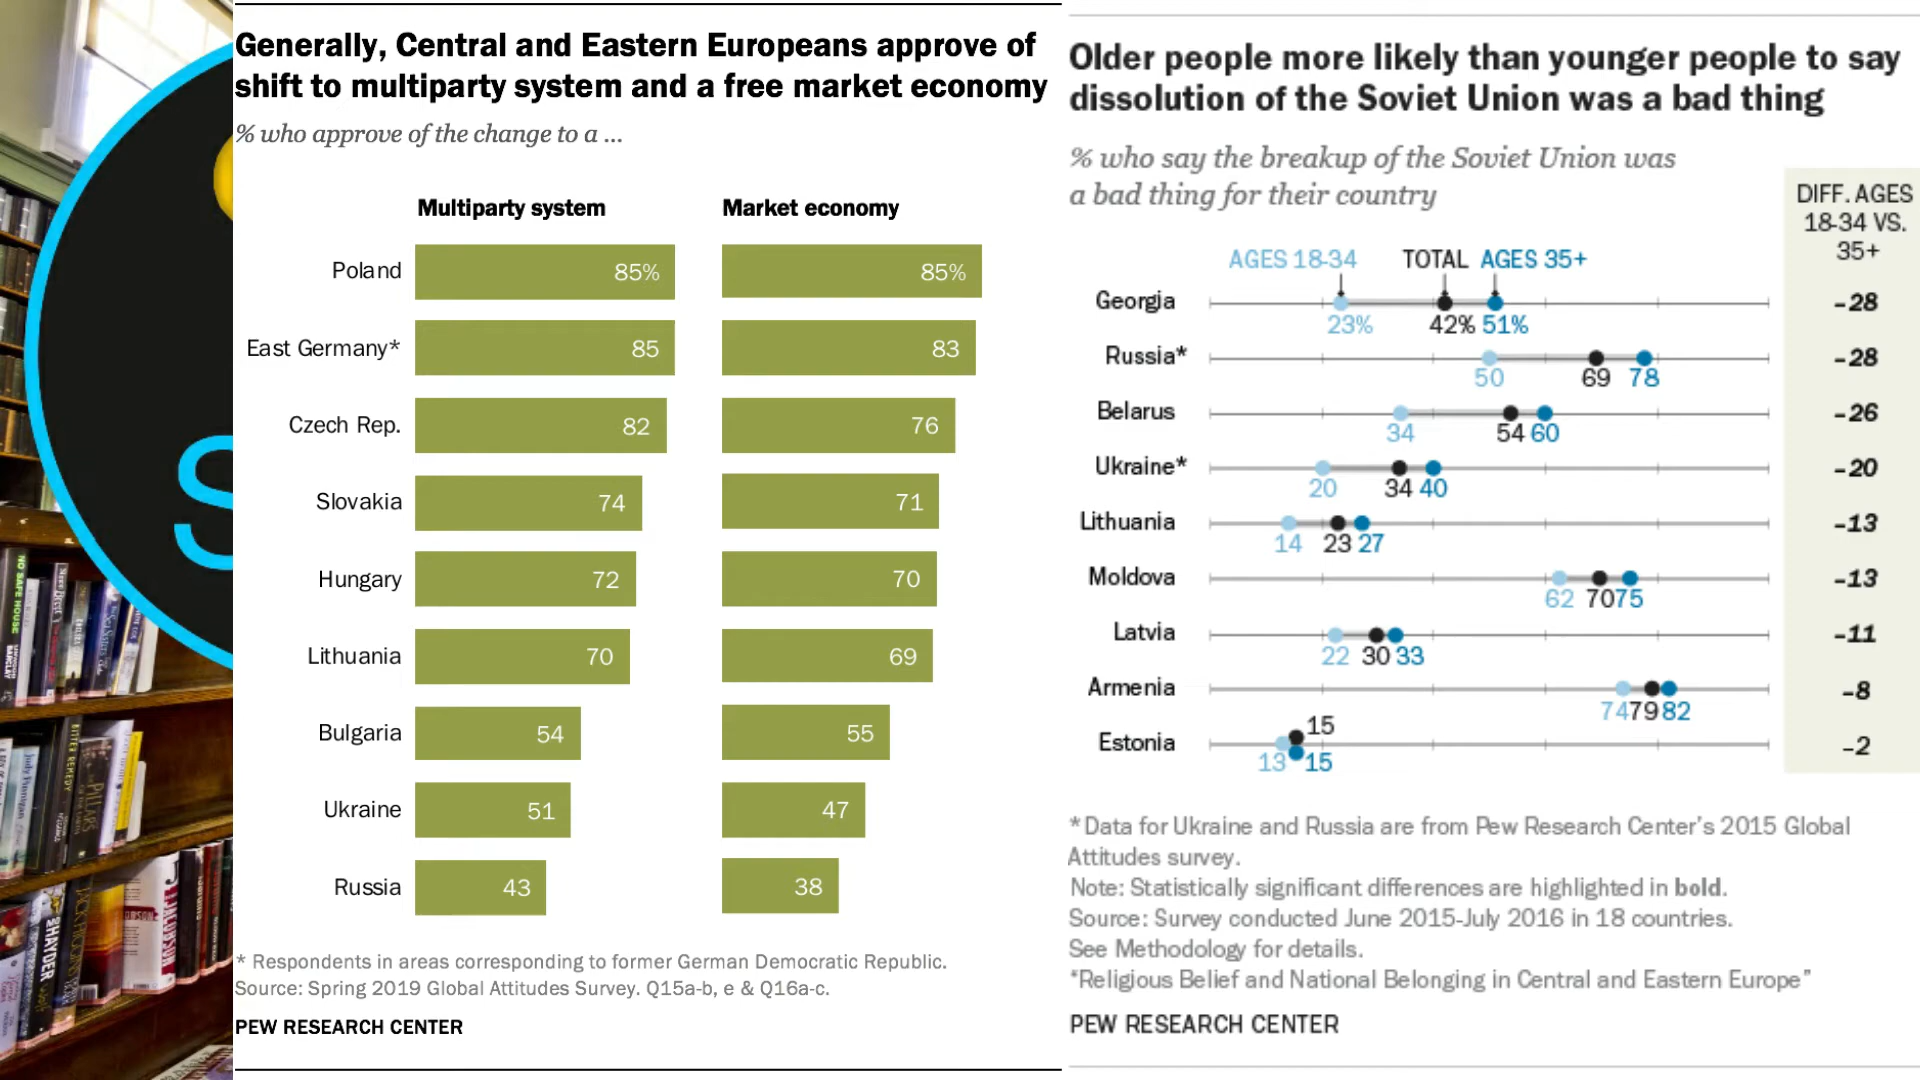 Generally, Central and Eastern Europeans approve of
shift to multiparty system and a free market economy
% who approve of the change to a ...
Multiparty system Market economy
Poland 85% 85%
East Germany* 85 83
Czech Rep. 82 76
Slovakia 74 71
Hungary 72 70
Lithuania 70 69
Bulgaria 54 55
Ukraine 51 47
Russia 43 38
* Respondents in areas corresponding to former German Democratic Republic.
Source: Spring 2019 Global Attitudes Survey. Q15a-b, e & Q16a-c.
PEW RESEARCH CENTER
Older people more likely than younger people to say
dissolution of the Soviet Union was a bad thing
% who say the breakup of the Soviet Union was
a bad thing for their country
DIFF. AGES
18-34 VS.
35+
AGES 18-34 TOTAL AGES 35+
Georgia 23% 42% 51% -28
Russia* 50 69 78 -28
Belarus 34 54 60 -26
Ukraine* 20 34 40 -20
Lithuania 14 23 27 -13
Moldova 62 70 75 -13
Latvia 22 30 33 -11
Armenia 74 79 82 -8
Estonia 13 15 15 -2
*Data for Ukraine and Russia are from Pew Research Center's 2015 Global
Attitudes survey.
Note: Statistically significant differences are highlighted in bold.
Source: Survey conducted June 2015-July 2016 in 18 countries.
See Methodology for details.
"Religious Belief and National Belonging in Central and Eastern Europe"
PEW RESEARCH CENTER
S
NO SAFE HOUSE
BARCLAY
BITTER REMEDY
PILLARS
SHAYDER